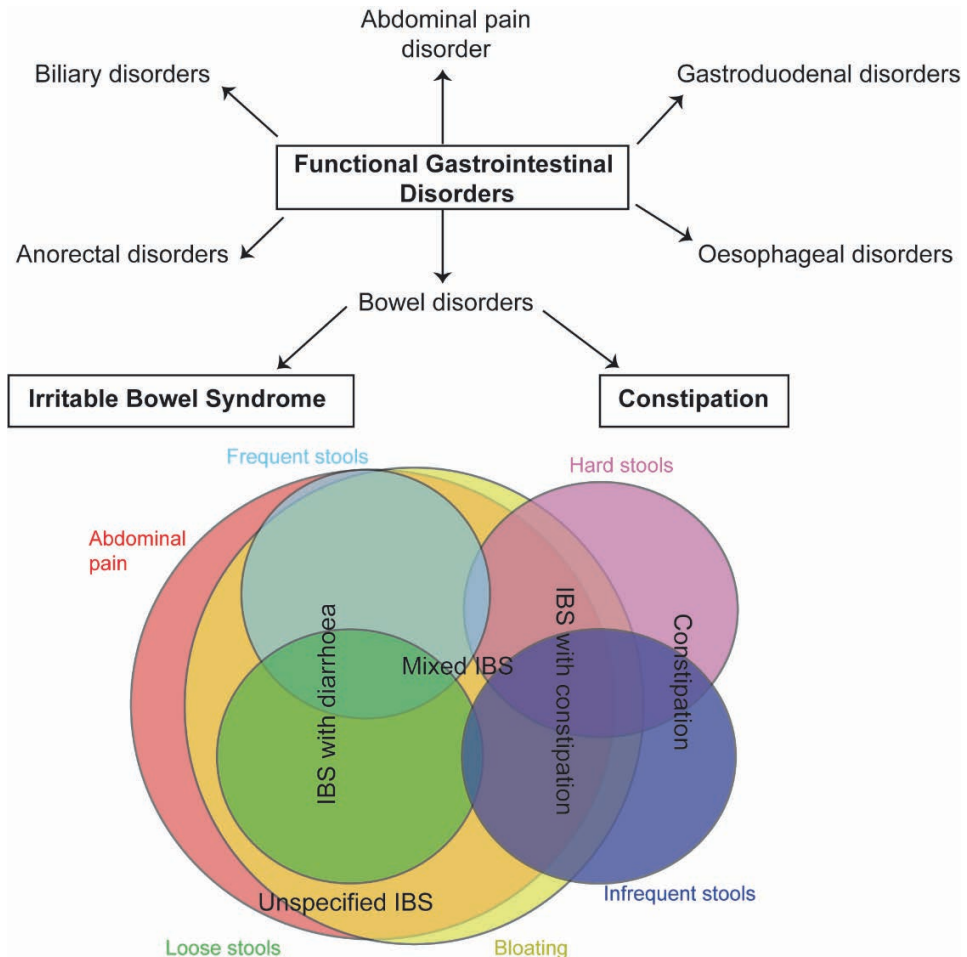 Abdominal pain
disorder
Biliary disorders
Gastroduodenal disorders
Functional Gastrointestinal
Disorders
Anorectal disorders
Oesophageal disorders
Bowel disorders
Irritable Bowel Syndrome
Constipation
Frequent stools
Hard stools
Abdominal
pain
IBS with diarrhoea
Mixed IBS
IBS with constipation
Constipation
Unspecified IBS
Infrequent stools
Loose stools
Bloating